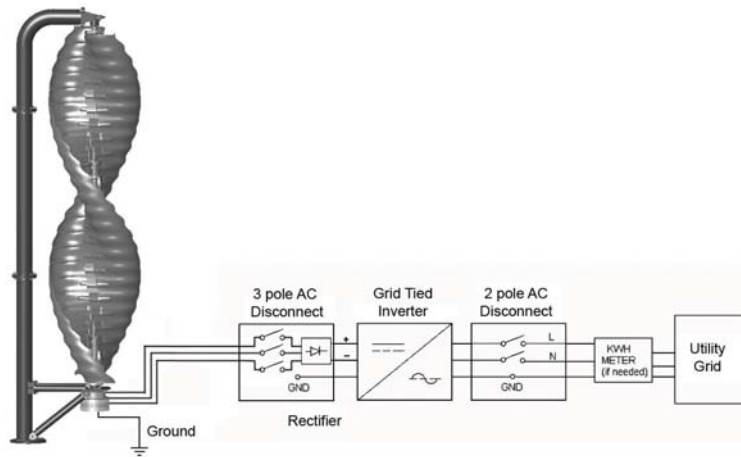 3 pole AC
Disconnect
Grid Tied
Inverter
2 pole AC
Disconnect
+
−
GND
L
N
GND
KWH
METER
(if needed)
Utility
Grid
Rectifier
Ground